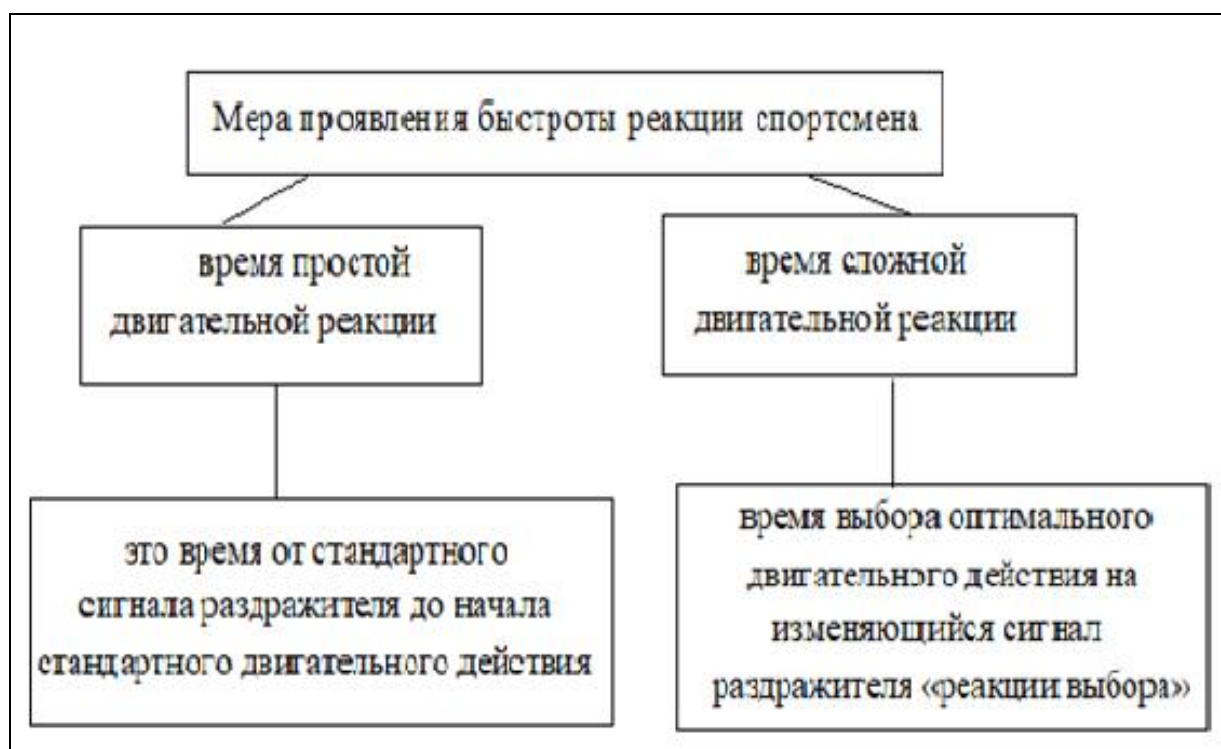 Мера проявления быстроты реакции спортсмена
время простой
двигательной реакции
время сложной
двигательной реакции
это время от стандартного
сигнала раздражителя до начала
стандартного двигательного действия
время выбора оптимального
двигательного действия на
изменяющийся сигнал
раздражителя «реакции выбора»